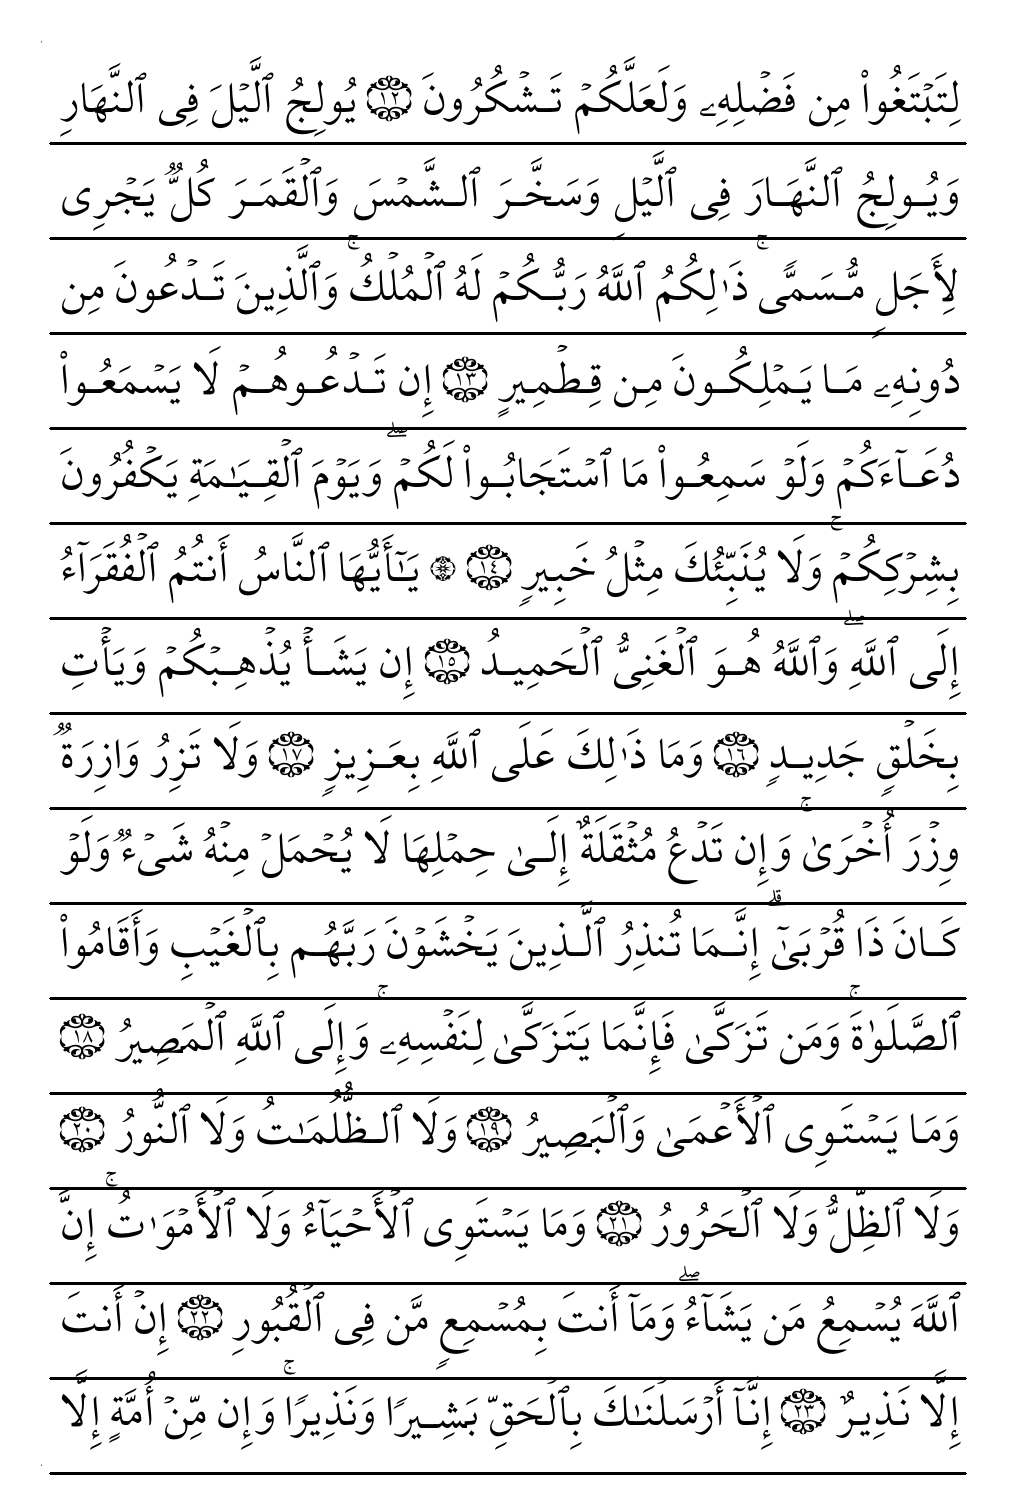 لِتَبۡتَغُواْ مِن فَضۡلِهِۦ وَلَعَلَّكُمۡ تَشۡكُرُونَ ١٢ يُولِجُ ٱلَّيۡلَ فِى ٱلنَّهَارِ
وَيُولِجُ ٱلنَّهَارَ فِى ٱلَّيۡلِ وَسَخَّرَ ٱلشَّمۡسَ وَٱلۡقَمَرَ كُلٌّ يَجۡرِى
لِأَجَلٍ مُّسَمًّىۚ ذَٰلِكُمُ ٱللَّهُ رَبُّكُمۡ لَهُ ٱلۡمُلۡكُۚ وَٱلَّذِينَ تَدۡعُونَ مِن
دُونِهِۦ مَا يَمۡلِكُونَ مِن قِطۡمِيرٍ ١٣ إِن تَدۡعُوهُمۡ لَا يَسۡمَعُواْ
دُعَآءَكُمۡ وَلَوۡ سَمِعُواْ مَا ٱسۡتَجَابُواْ لَكُمۡۖ وَيَوۡمَ ٱلۡقِيَـٰمَةِ يَكۡفُرُونَ
بِشِرۡكِكُمۡۚ وَلَا يُنَبِّئُكَ مِثۡلُ خَبِيرٍ ١٤ ۞ يَـٰٓأَيُّهَا ٱلنَّاسُ أَنتُمُ ٱلۡفُقَرَآءُ
إِلَى ٱللَّهِۖ وَٱللَّهُ هُوَ ٱلۡغَنِىُّ ٱلۡحَمِيدُ ١٥ إِن يَشَأۡ يُذۡهِبۡكُمۡ وَيَأۡتِ
بِخَلۡقٍ جَدِيدٍ ١٦ وَمَا ذَٰلِكَ عَلَى ٱللَّهِ بِعَزِيزٍ ١٧ وَلَا تَزِرُ وَازِرَةٌ
وِزۡرَ أُخۡرَىٰۚ وَإِن تَدۡعُ مُثۡقَلَةٌ إِلَىٰ حِمۡلِهَا لَا يُحۡمَلۡ مِنۡهُ شَىۡءٌ وَلَوۡ
كَانَ ذَا قُرۡبَىٰٓۗ إِنَّمَا تُنذِرُ ٱلَّذِينَ يَخۡشَوۡنَ رَبَّهُم بِٱلۡغَيۡبِ وَأَقَامُواْ
ٱلصَّلَوٰةَۚ وَمَن تَزَكَّىٰ فَإِنَّمَا يَتَزَكَّىٰ لِنَفۡسِهِۦۚ وَإِلَى ٱللَّهِ ٱلۡمَصِيرُ ١٨
وَمَا يَسۡتَوِى ٱلۡأَعۡمَىٰ وَٱلۡبَصِيرُ ١٩ وَلَا ٱلظُّلُمَـٰتُ وَلَا ٱلنُّورُ ٢٠
وَلَا ٱلظِّلُّ وَلَا ٱلۡحَرُورُ ٢١ وَمَا يَسۡتَوِى ٱلۡأَحۡيَآءُ وَلَا ٱلۡأَمۡوَٰتُۚ إِنَّ
ٱللَّهَ يُسۡمِعُ مَن يَشَآءُۖ وَمَآ أَنتَ بِمُسۡمِعٍ مَّن فِى ٱلۡقُبُورِ ٢٢ إِنۡ أَنتَ
إِلَّا نَذِيرٌ ٢٣ إِنَّآ أَرۡسَلۡنَـٰكَ بِٱلۡحَقِّ بَشِيرًا وَنَذِيرًاۚ وَإِن مِّنۡ أُمَّةٍ إِلَّا